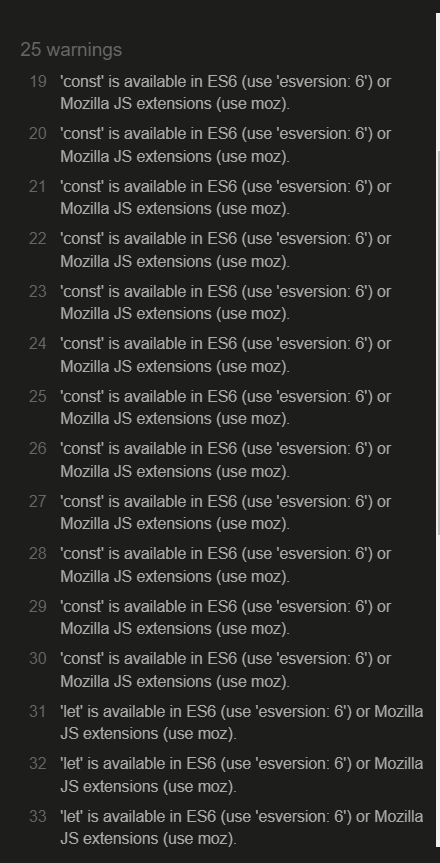 25 warnings
19 'const' is available in ES6 (use 'esversion: 6') or
Mozilla JS extensions (use moz).
20 'const' is available in ES6 (use 'esversion: 6') or
Mozilla JS extensions (use moz).
21 'const' is available in ES6 (use 'esversion: 6') or
Mozilla JS extensions (use moz).
22 'const' is available in ES6 (use 'esversion: 6') or
Mozilla JS extensions (use moz).
23 'const' is available in ES6 (use 'esversion: 6') or
Mozilla JS extensions (use moz).
24 'const' is available in ES6 (use 'esversion: 6') or
Mozilla JS extensions (use moz).
25 'const' is available in ES6 (use 'esversion: 6') or
Mozilla JS extensions (use moz).
26 'const' is available in ES6 (use 'esversion: 6') or
Mozilla JS extensions (use moz).
27 'const' is available in ES6 (use 'esversion: 6') or
Mozilla JS extensions (use moz).
28 'const' is available in ES6 (use 'esversion: 6') or
Mozilla JS extensions (use moz).
29 'const' is available in ES6 (use 'esversion: 6') or
Mozilla JS extensions (use moz).
30 'const' is available in ES6 (use 'esversion: 6') or
Mozilla JS extensions (use moz).
31 'let' is available in ES6 (use 'esversion: 6') or Mozilla
JS extensions (use moz).
32 'let' is available in ES6 (use 'esversion: 6') or Mozilla
JS extensions (use moz).
33 'let' is available in ES6 (use 'esversion: 6') or Mozilla
JS extensions (use moz).